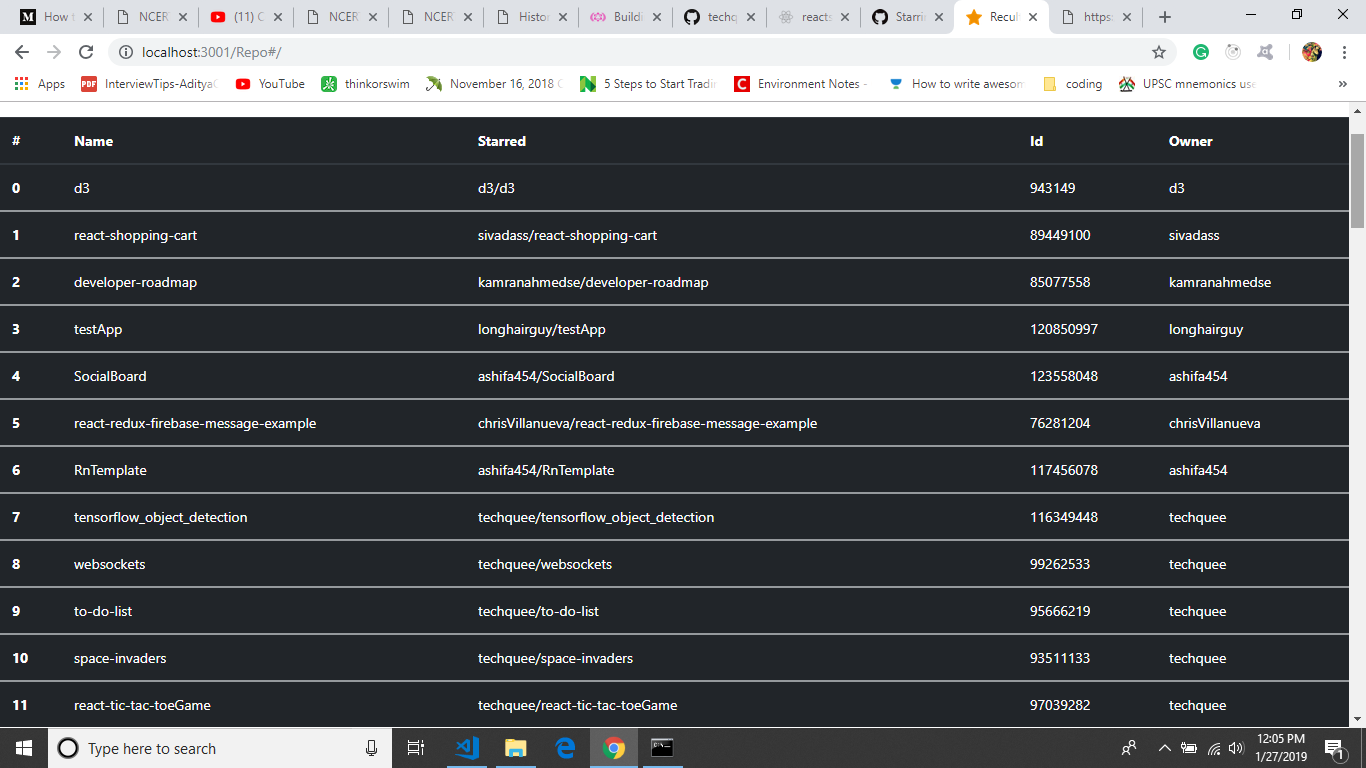 M How t NCER (11) C NCER NCER Histor Buildi techq reacts Starri Recul https:
localhost:3001/Repo#/
Apps PDF InterviewTips-Aditya YouTube thinkorswim November 16, 2018 5 Steps to Start Tradi C Environment Notes - How to write awesom coding UPSC mnemonics use »
# Name Starred Id Owner
0 d3 d3/d3 943149 d3
1 react-shopping-cart sivadass/react-shopping-cart 89449100 sivadass
2 developer-roadmap kamranahmedse/developer-roadmap 85077558 kamranahmedse
3 testApp longhairguy/testApp 120850997 longhairguy
4 SocialBoard ashifa454/SocialBoard 123558048 ashifa454
5 react-redux-firebase-message-example chrisVillanueva/react-redux-firebase-message-example 76281204 chrisVillanueva
6 RnTemplate ashifa454/RnTemplate 117456078 ashifa454
7 tensorflow_object_detection techquee/tensorflow_object_detection 116349448 techquee
8 websockets techquee/websockets 99262533 techquee
9 to-do-list techquee/to-do-list 95666219 techquee
10 space-invaders techquee/space-invaders 93511133 techquee
11 react-tic-tac-toeGame techquee/react-tic-tac-toeGame 97039282 techquee
Type here to search
12:05 PM
1/27/2019
1